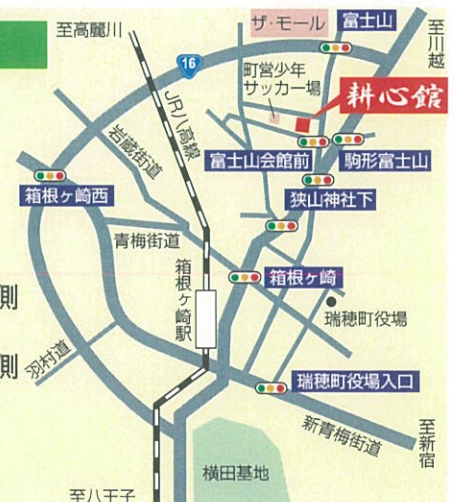 至高麗川
ザ・モール
富士山
至川越
16
町営少年
サッカー場
耕心館
JR八高線
岩蔵街道
富士山会館前
駒形富士山
箱根ヶ崎西
狭山神社下
青梅街道
箱根ヶ崎駅
箱根ヶ崎
側
瑞穂町役場
側
羽村道
瑞穂町役場入口
新青梅街道
至新宿
横田基地
至八王子